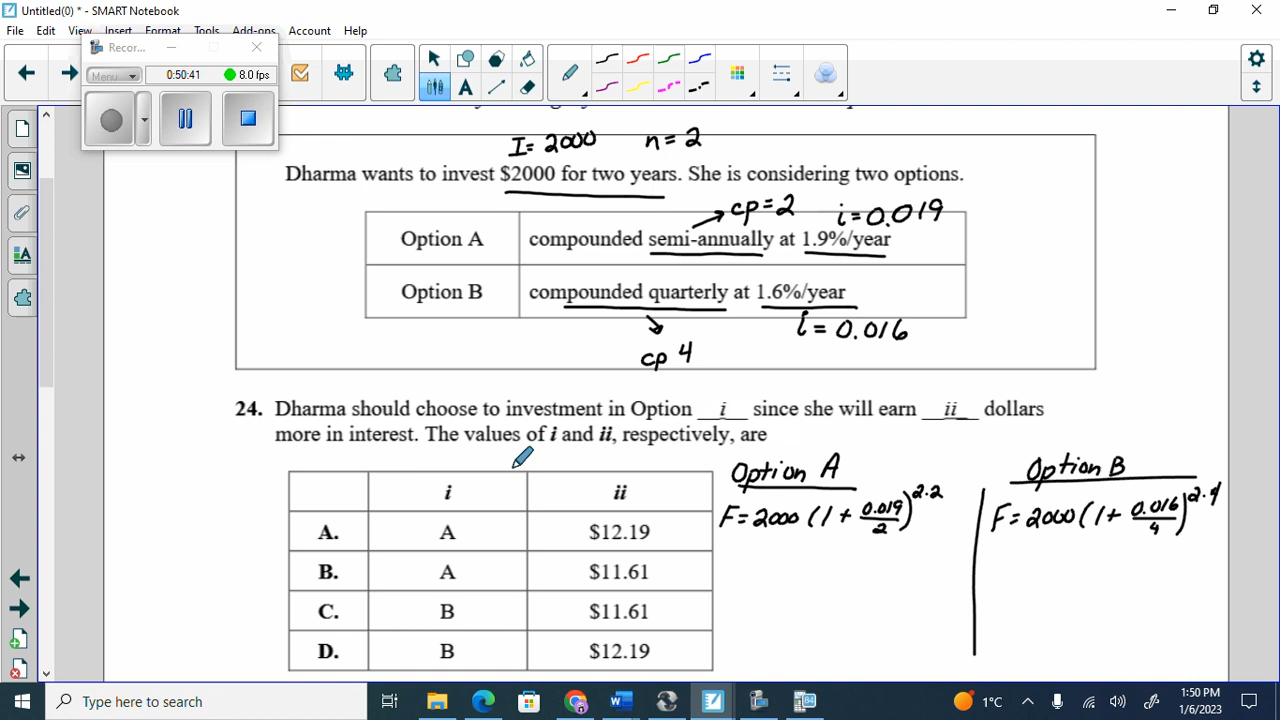 Untitled(0) * - SMART Notebook
File Edit View Insert Format Tools Add-ons Account Help
Recor...
Menu 0:50:41 8.0 fps
I = 2000 n = 2
Dharma wants to invest $2000 for two years. She is considering two options.
cp = 2 i = 0.019
Option A compounded semi-annually at 1.9%/year
Option B compounded quarterly at 1.6%/year
i = 0.016
cp 4
24. Dharma should choose to investment in Option __i__ since she will earn __ii__ dollars
more in interest. The values of i and ii, respectively, are
Option A
Option B
i ii
F = 2000 (1 + 0.019/2)^2·2
F = 2000 (1 + 0.016/4)^2·4
A. A $12.19
B. A $11.61
C. B $11.61
D. B $12.19
Type here to search
1°C
1:50 PM
1/6/2023